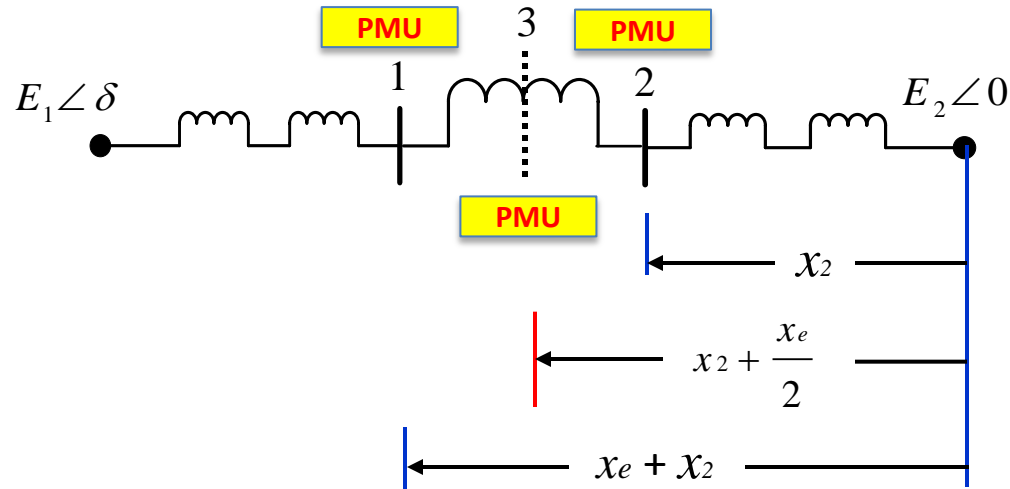 PMU 3 PMU
1 2
E₁∠δ E₂∠0
PMU
x₂
x₂ + xₑ/2
xₑ + x₂